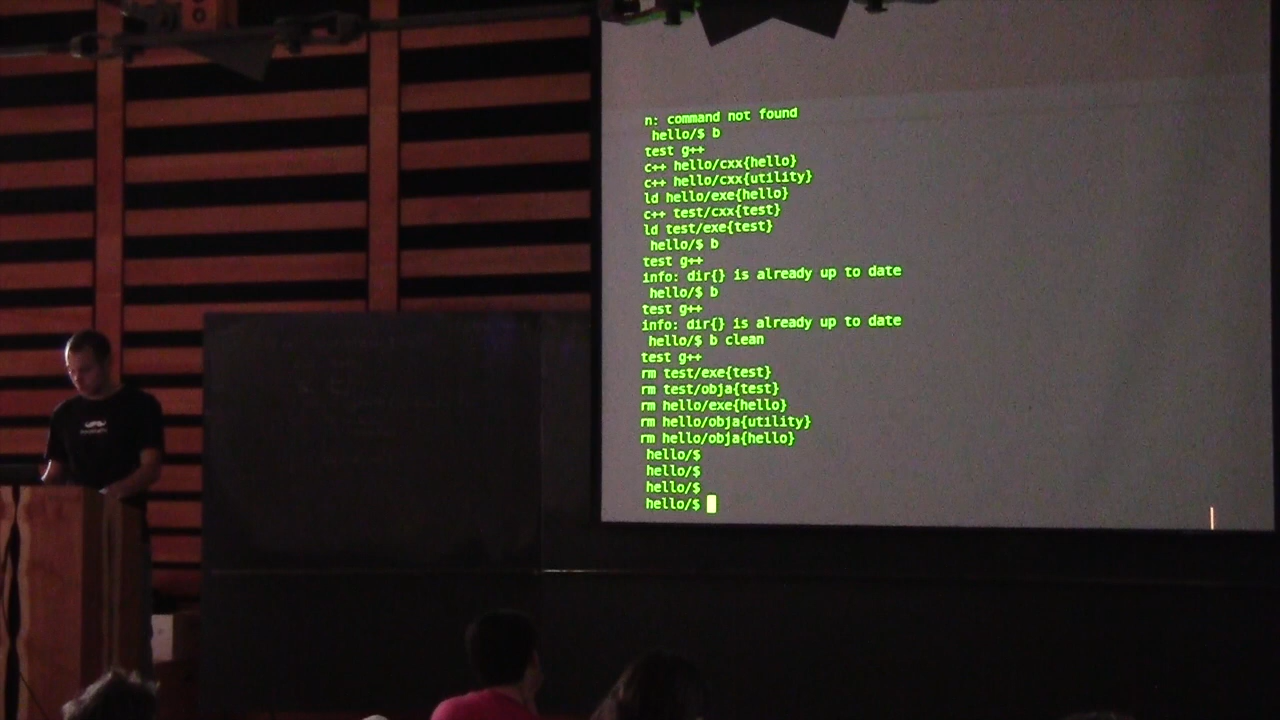 n: command not found
hello/$ b
test g++
c++ hello/cxx{hello}
c++ hello/cxx{utility}
ld hello/exe{hello}
c++ test/cxx{test}
ld test/exe{test}
hello/$ b
test g++
info: dir{} is already up to date
hello/$ b
test g++
info: dir{} is already up to date
hello/$ b clean
test g++
rm test/exe{test}
rm test/obja{test}
rm hello/exe{hello}
rm hello/obja{utility}
rm hello/obja{hello}
hello/$
hello/$
hello/$
hello/$